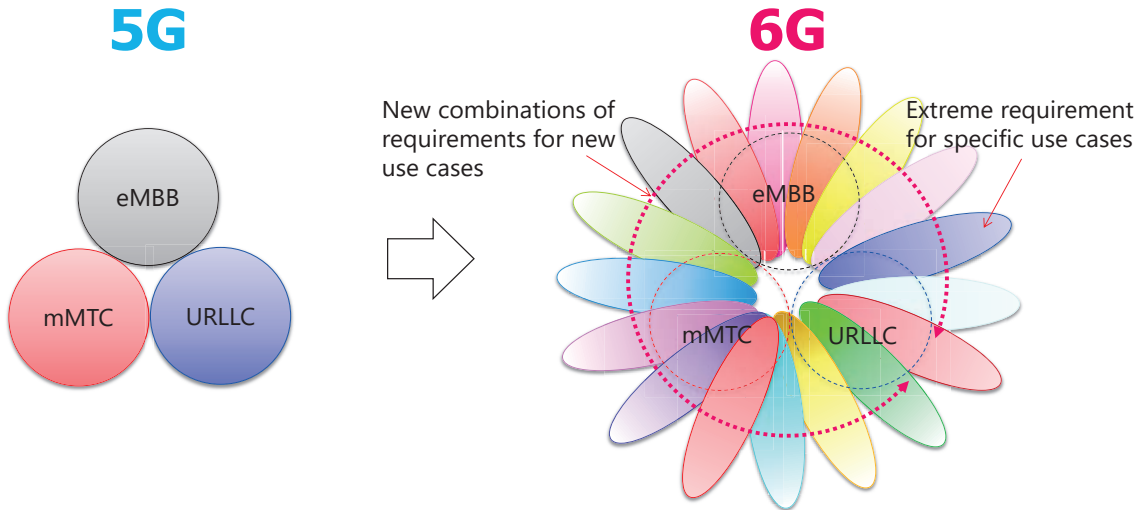 5G
6G
New combinations of
requirements for new
use cases
Extreme requirement
for specific use cases
eMBB
mMTC
URLLC
eMBB
mMTC
URLLC